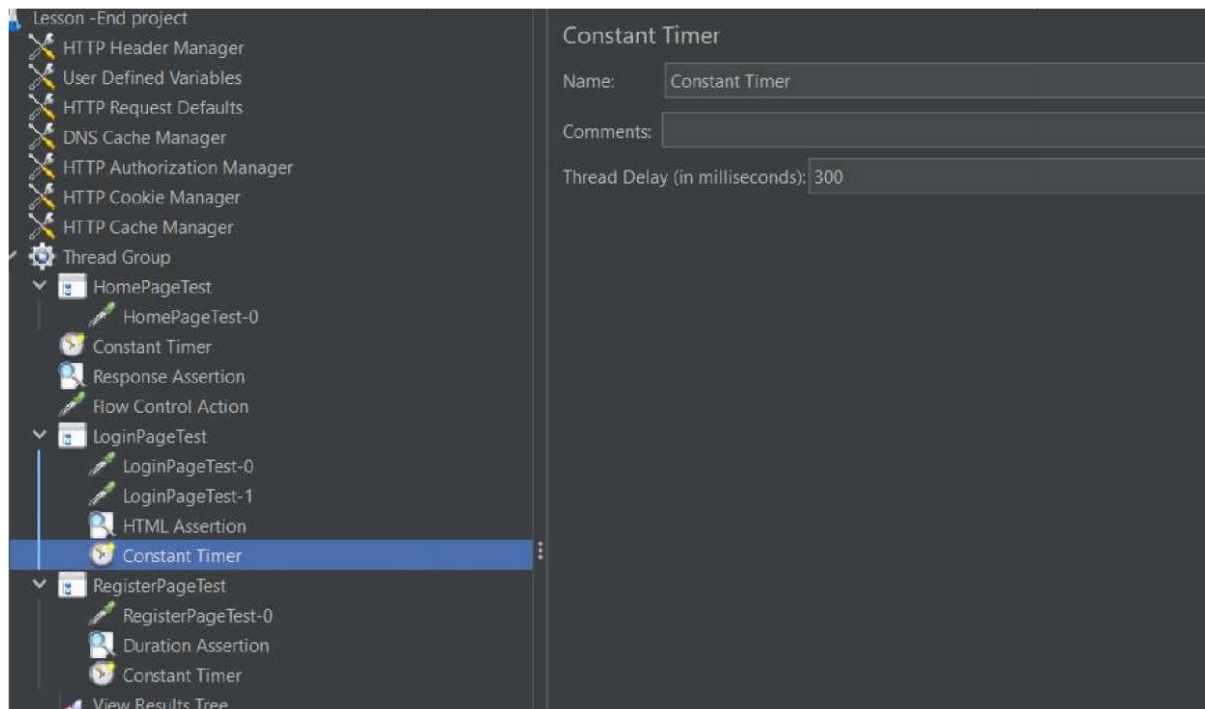 Lesson -End project
HTTP Header Manager
User Defined Variables
HTTP Request Defaults
DNS Cache Manager
HTTP Authorization Manager
HTTP Cookie Manager
HTTP Cache Manager
Thread Group
HomePageTest
HomePageTest-0
Constant Timer
Response Assertion
Flow Control Action
LoginPageTest
LoginPageTest-0
LoginPageTest-1
HTML Assertion
Constant Timer
RegisterPageTest
RegisterPageTest-0
Duration Assertion
Constant Timer
View Results Tree
Constant Timer
Name: Constant Timer
Comments:
Thread Delay (in milliseconds): 300